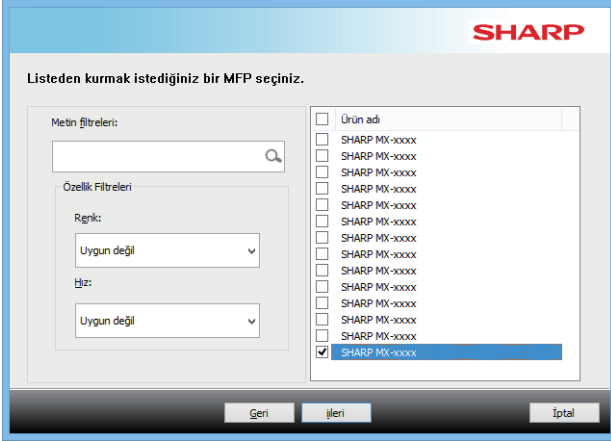 SHARP
Listeden kurmak istediğiniz bir MFP seçiniz.
Metin filtreleri:
Özellik Filtreleri
Renk:
Uygun değil
Hız:
Uygun değil
Ürün adı
SHARP MX-xxxx
SHARP MX-xxxx
SHARP MX-xxxx
SHARP MX-xxxx
SHARP MX-xxxx
SHARP MX-xxxx
SHARP MX-xxxx
SHARP MX-xxxx
SHARP MX-xxxx
SHARP MX-xxxx
SHARP MX-xxxx
SHARP MX-xxxx
SHARP MX-xxxx
SHARP MX-xxxx
Geri
iileri
İptal